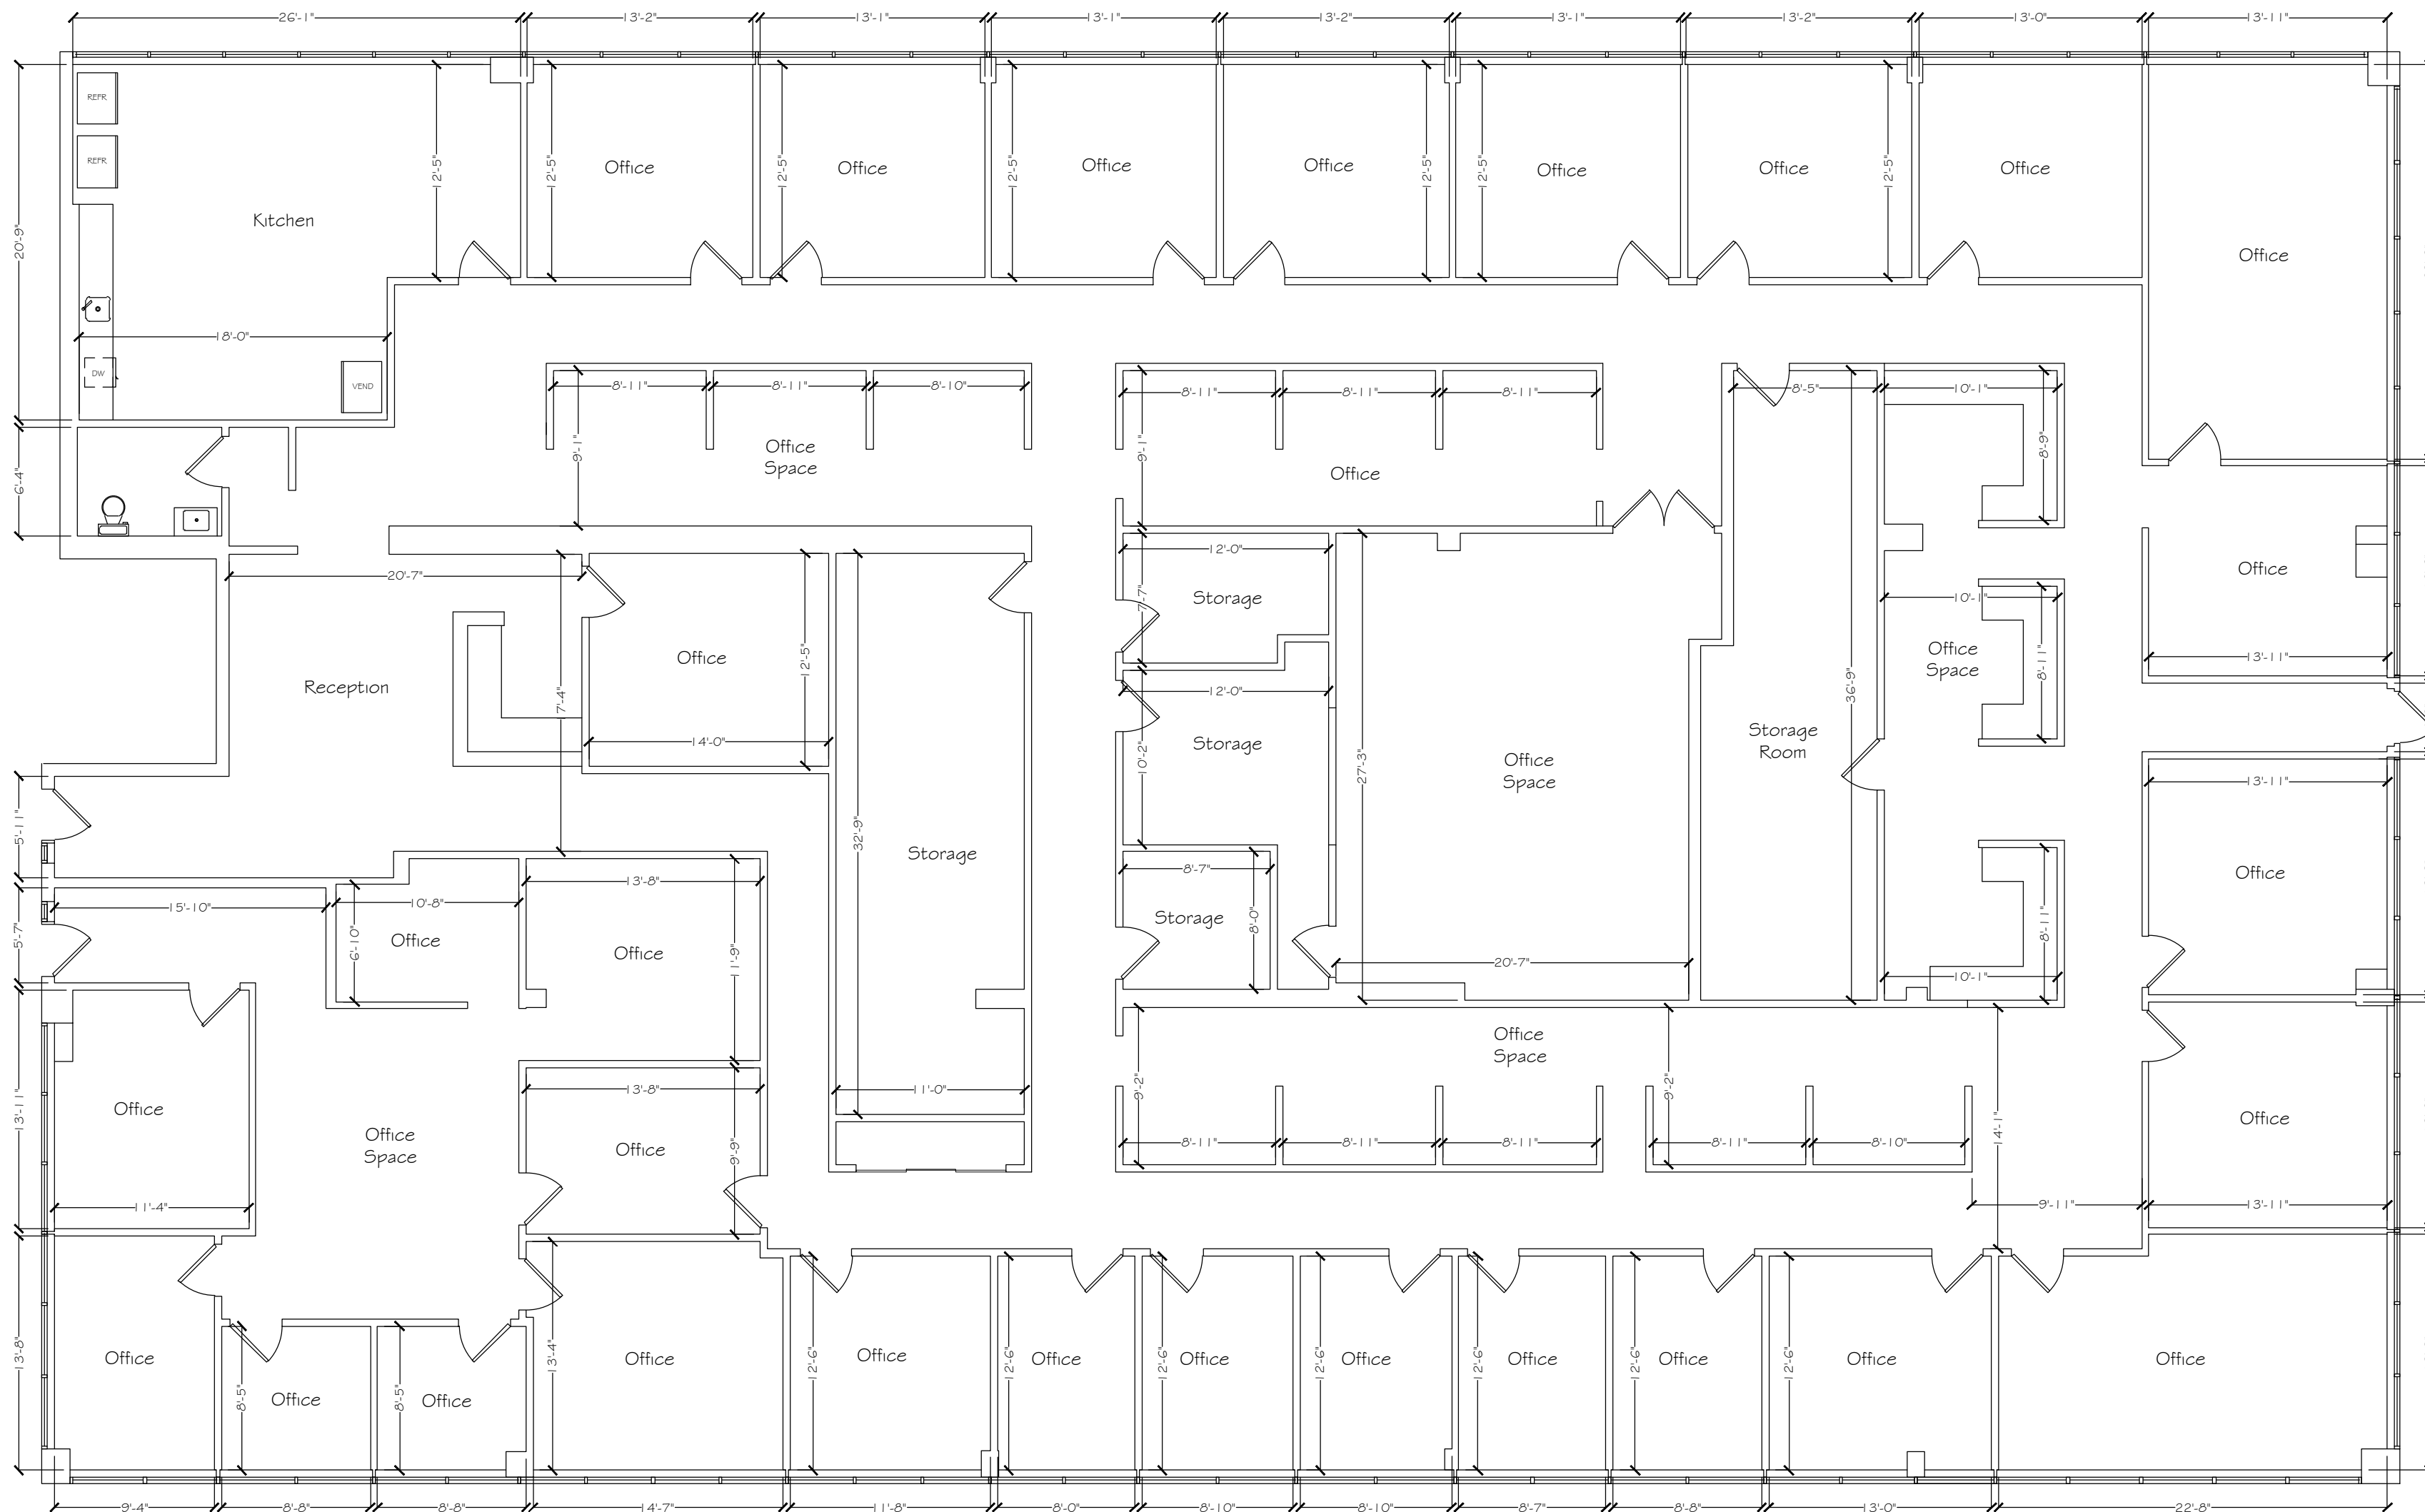 26'-1" 13'-2" 13'-1" 13'-1" 13'-2" 13'-1" 13'-2" 13'-0" 13'-11"
REFR
REFR
12'-5" 12'-5" 12'-5" 12'-5" 12'-5" 12'-5" 12'-5"
Office Office Office Office Office Office Office
Kitchen
20'-9"
Office
18'-0"
DW
VEND
8'-11" 8'-11" 8'-10"
8'-11" 8'-11" 8'-11"
8'-5" 10'-1"
9'-1"
Office
Space
9'-1"
Office
8'-9"
6'-4"
12'-0"
20'-7"
Office
7'-7"
Storage
10'-1"
Office
12'-5"
Office
Space
8'-11"
13'-11"
Reception
12'-0"
36'-9"
14'-0"
10'-2"
Storage
Storage
Room
Office
Space
27'-3"
13'-11"
5'-11"
32'-9"
Storage
8'-7"
Office
13'-8"
10'-8"
15'-10"
5'-7"
6'-10"
Office
Office
11'-9"
Storage
8'-0"
8'-11"
20'-7"
10'-1"
Office
Space
11'-0"
13'-8"
9'-2"
9'-2"
13'-11"
Office
Office
Office
Space
Office
9'-9"
8'-11" 8'-11" 8'-11" 8'-11" 8'-10"
14'-1"
11'-4"
9'-11" 13'-11"
13'-8"
Office
8'-5"
Office
8'-5"
Office
13'-4"
Office
12'-6"
Office
12'-6"
Office
12'-6"
Office
12'-6"
Office
12'-6"
Office
12'-6"
Office
12'-6"
Office
Office
9'-4" 8'-8" 8'-8" 14'-7" 11'-8" 8'-0" 8'-10" 8'-10" 8'-7" 8'-8" 13'-0" 22'-8"